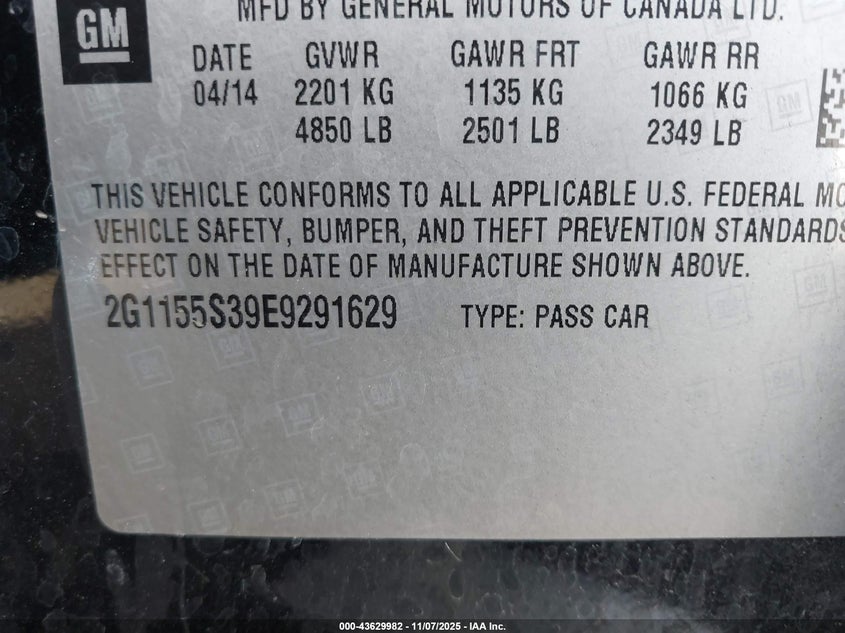 GM
MFD BY GENERAL MOTORS OF CANADA LTD.
DATE GVWR GAWR FRT GAWR RR
04/14 2201 KG 1135 KG 1066 KG
4850 LB 2501 LB 2349 LB
THIS VEHICLE CONFORMS TO ALL APPLICABLE U.S. FEDERAL MO
VEHICLE SAFETY, BUMPER, AND THEFT PREVENTION STANDARDS
EFFECT ON THE DATE OF MANUFACTURE SHOWN ABOVE.
2G1155S39E9291629 TYPE: PASS CAR
000-43629982 - 11/07/2025 - IAA Inc.